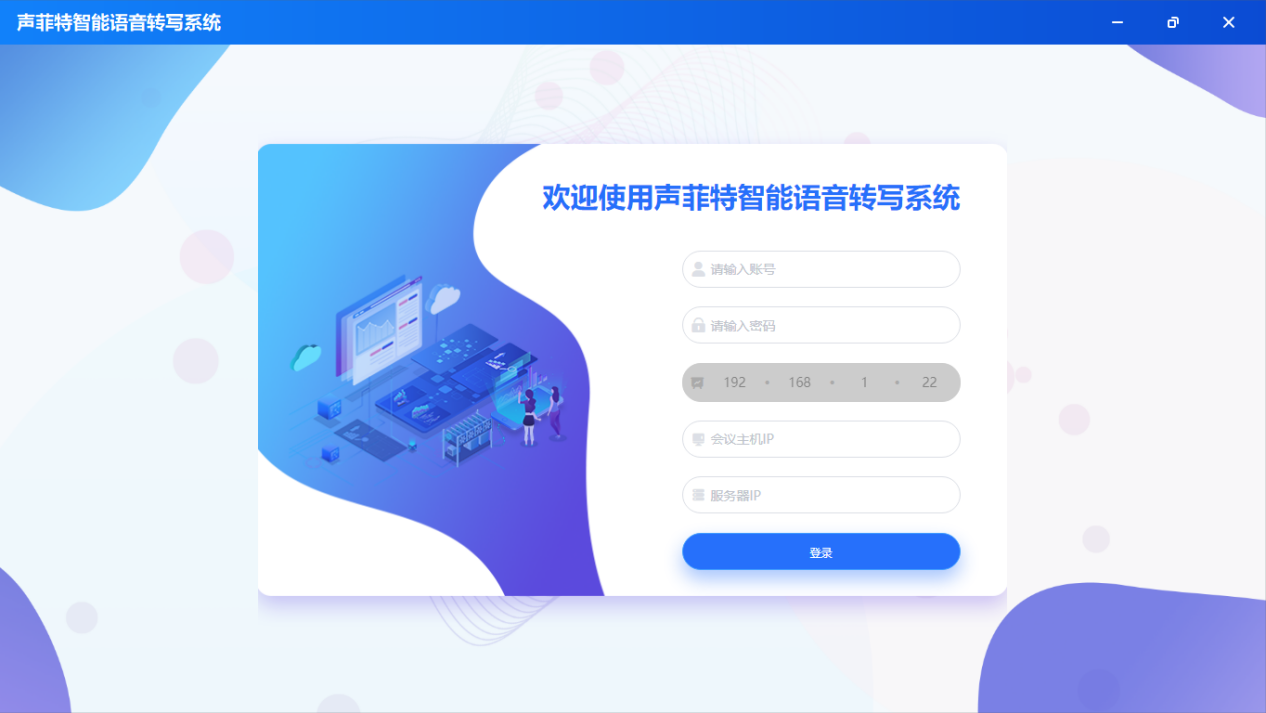 声菲特智能语音转写系统
欢迎使用声菲特智能语音转写系统
请输入账号
请输入密码
192 • 168 • 1 • 22
会议主机IP
服务器IP
登录